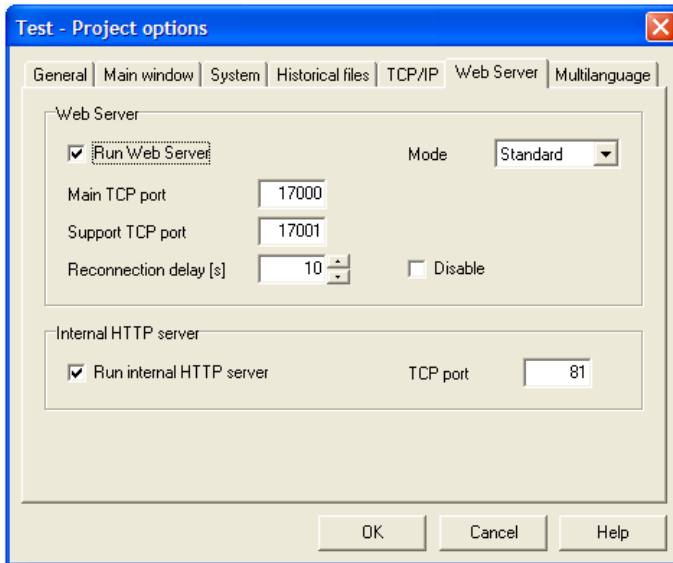 Test - Project options
General Main window System Historical files TCP/IP Web Server Multilanguage
Web Server
Run Web Server Mode Standard
Main TCP port 17000
Support TCP port 17001
Reconnection delay [s] 10 Disable
Internal HTTP server
Run internal HTTP server TCP port 81
OK Cancel Help